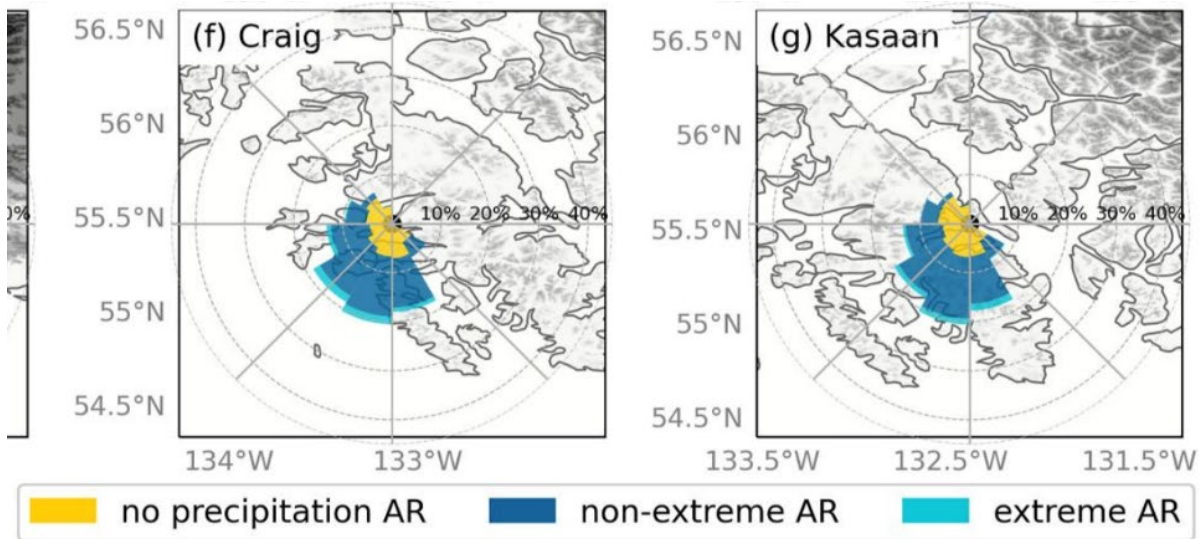 (f) Craig
56.5°N
56°N
55.5°N
55°N
54.5°N
10% 20% 30% 40%
134°W 133°W
(g) Kasaan
56.5°N
56°N
55.5°N
55°N
54.5°N
10% 20% 30% 40%
133.5°W 132.5°W 131.5°W
0%
no precipitation AR non-extreme AR extreme AR